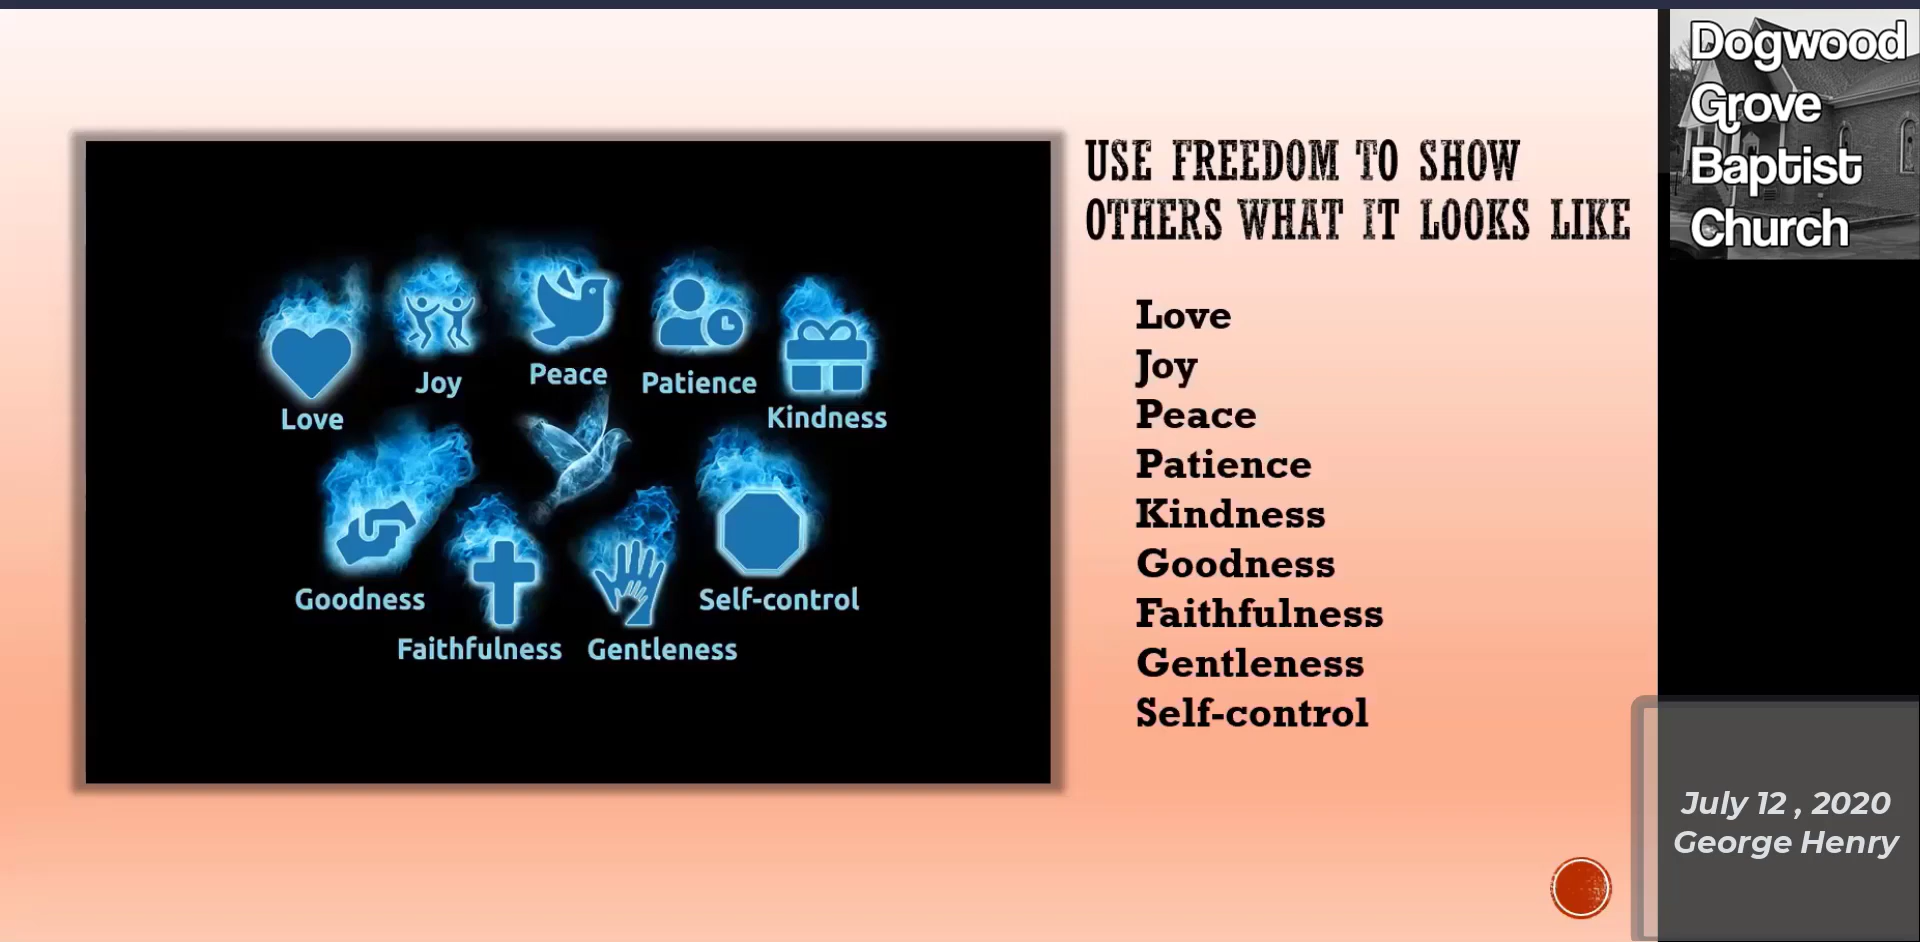 Love
Joy
Peace
Patience
Kindness
Goodness
Faithfulness
Gentleness
Self-control
USE FREEDOM TO SHOW
OTHERS WHAT IT LOOKS LIKE
Love
Joy
Peace
Patience
Kindness
Goodness
Faithfulness
Gentleness
Self-control
Dogwood
Grove
Baptist
Church
July 12 , 2020
George Henry